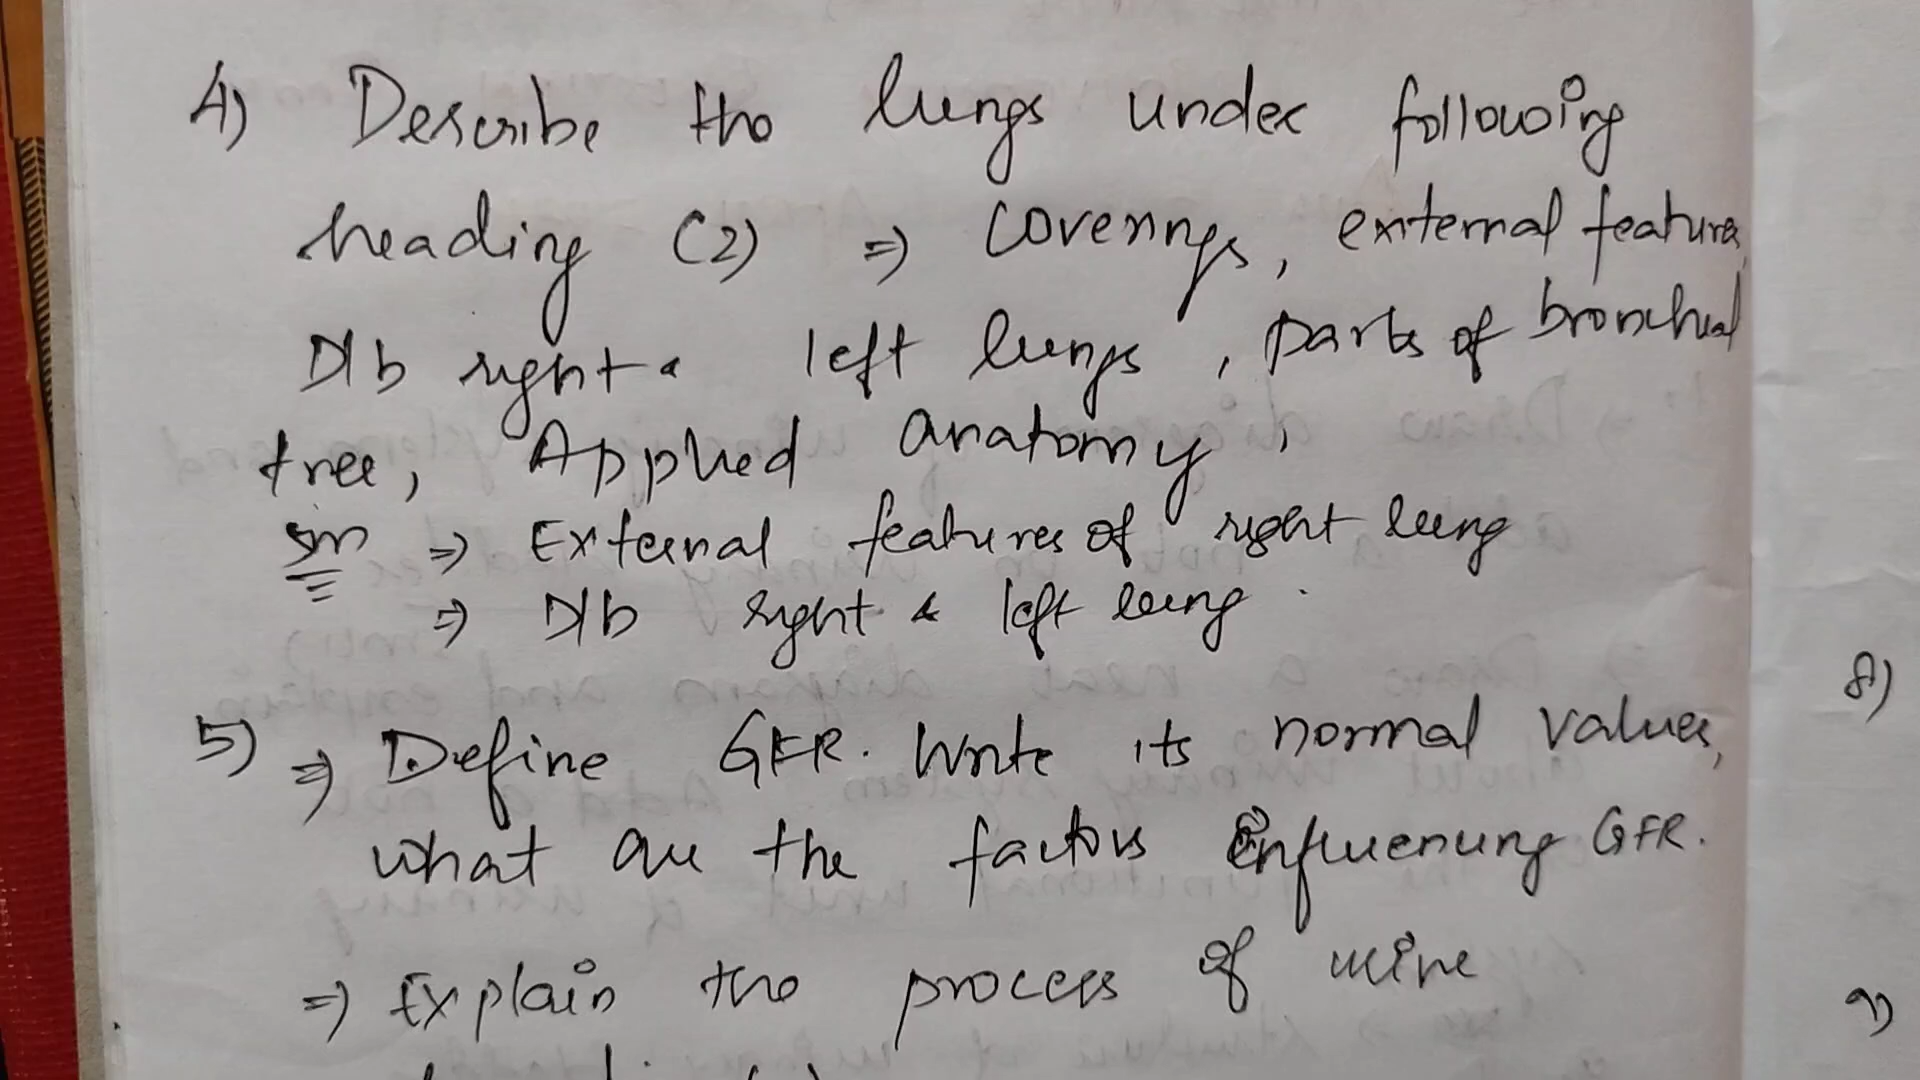 4) Describe the lungs under following
heading (2) => coverings, external features,
D/b right & left lungs, parts of bronchial
tree, Applied anatomy,
5m => External features of right lung
=> D/b right & left lung.
5) => Define GFR. Write its normal values,
what are the factors influencing GFR.
=> Explain the process of urine
8)
9)